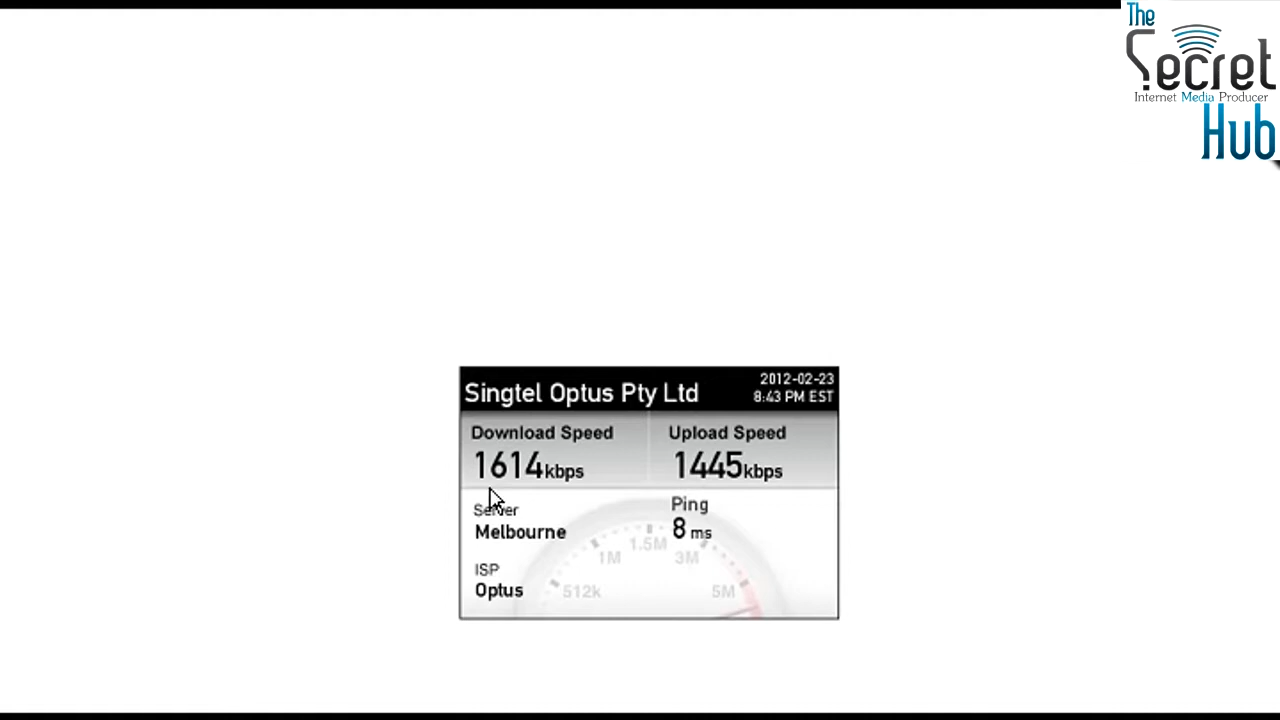 The
Secret
Internet Media Producer
Hub
Singtel Optus Pty Ltd
2012-02-23
8:43 PM EST
Download Speed
1614kbps
Upload Speed
1445kbps
Server
Melbourne
Ping
8 ms
ISP
Optus
512k
1M
1.5M
3M
5M